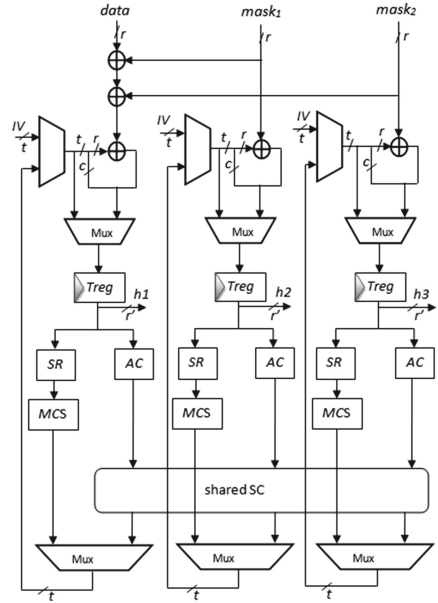 data mask1 mask2
r r r
IV t t r c IV t t r c IV t t r c
Mux Mux Mux
Treg Treg Treg
h1 h2 h3
r' r' r'
SR AC SR AC SR AC
MCS MCS MCS
shared SC
Mux Mux Mux
t t t